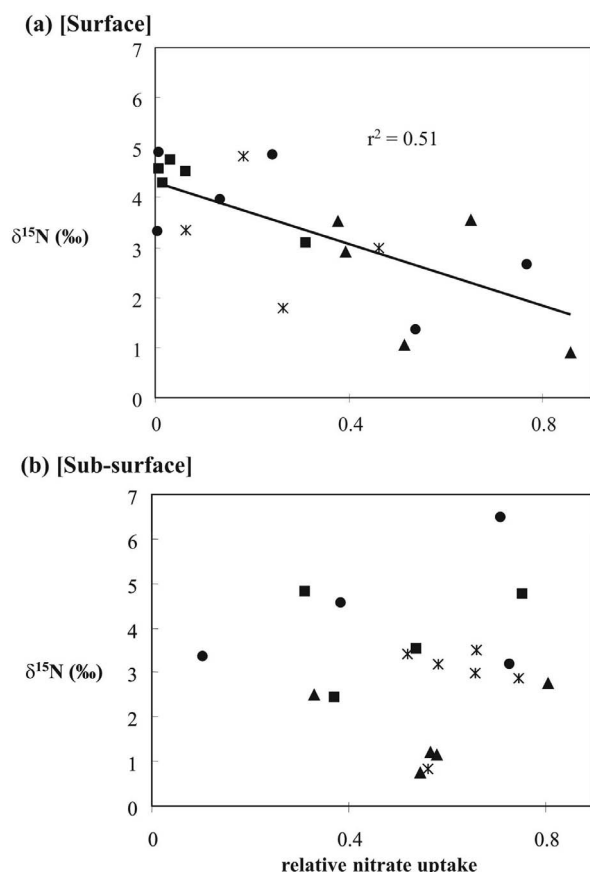 (a) [Surface]
7
6
5
r² = 0.51
4
δ¹⁵N (‰)
3
2
1
0
0 0.4 0.8
(b) [Sub-surface]
7
6
5
4
δ¹⁵N (‰)
3
2
1
0
0 0.4 0.8
relative nitrate uptake